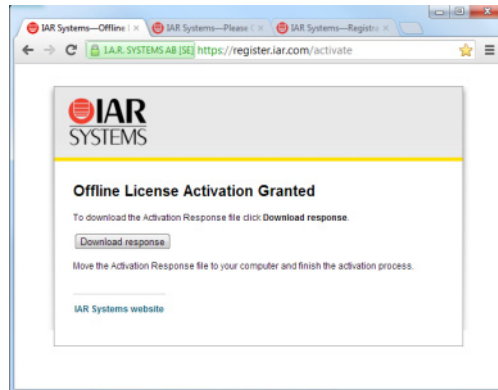 IAR Systems—Offline
IAR Systems—Please
IAR Systems—Registra
I.A.R. SYSTEMS AB [SE] https://register.iar.com/activate
IAR
SYSTEMS
Offline License Activation Granted
To download the Activation Response file click Download response.
Download response
Move the Activation Response file to your computer and finish the activation process.
IAR Systems website